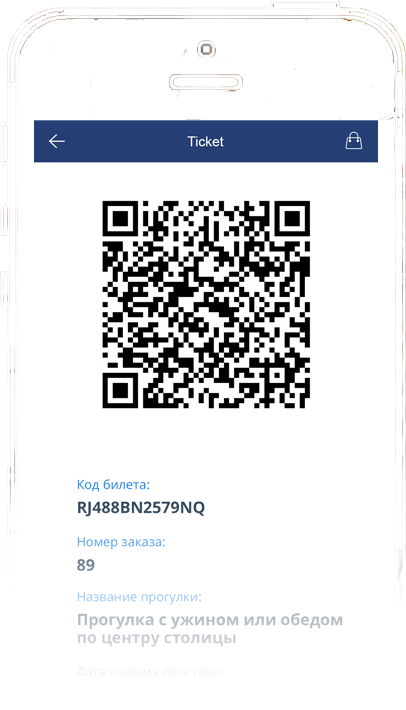 Ticket
Код билета:
RJ488BN2579NQ
Номер заказа:
89
Название прогулки:
Прогулка с ужином или обедом
по центру столицы
Дата и время прогулки: